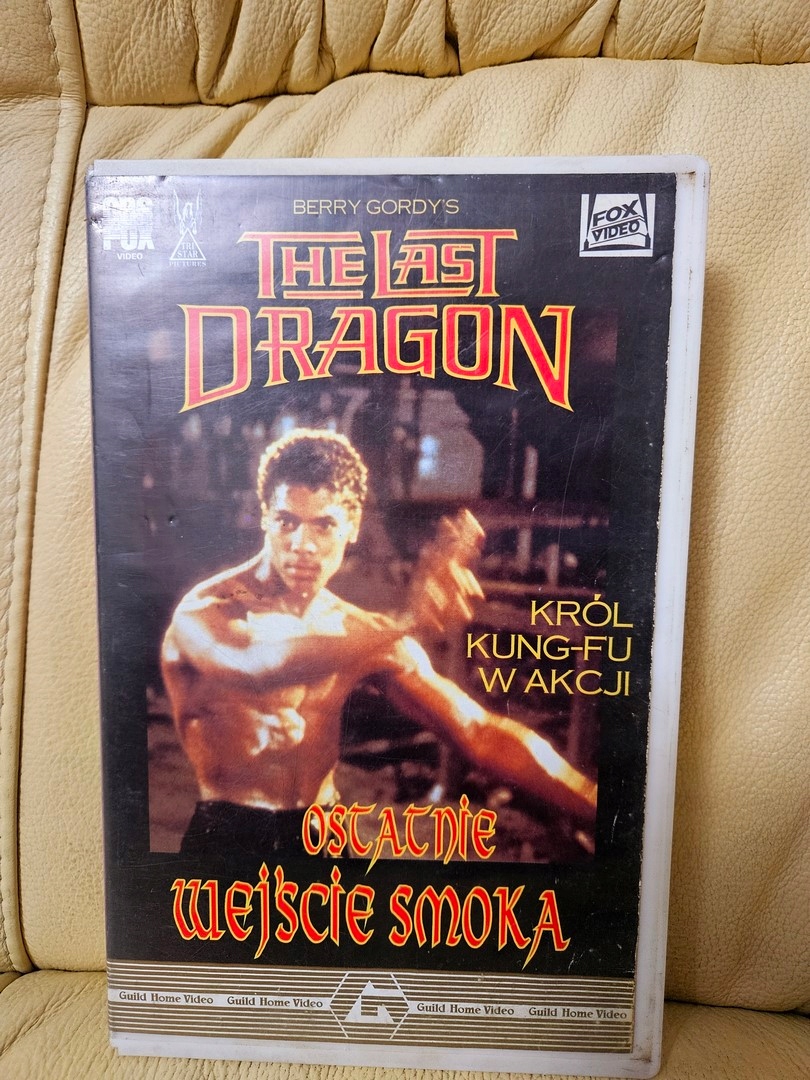 CBS
FOX
VIDEO
TRI
STAR
PICTURES
BERRY GORDY'S
FOX
VIDEO
THE LAST
DRAGON
KRÓL
KUNG-FU
W AKCJI
OSTATNIE
WEJŚCIE SMOKA
Guild Home Video Guild Home Video G Guild Home Video Guild Home Video